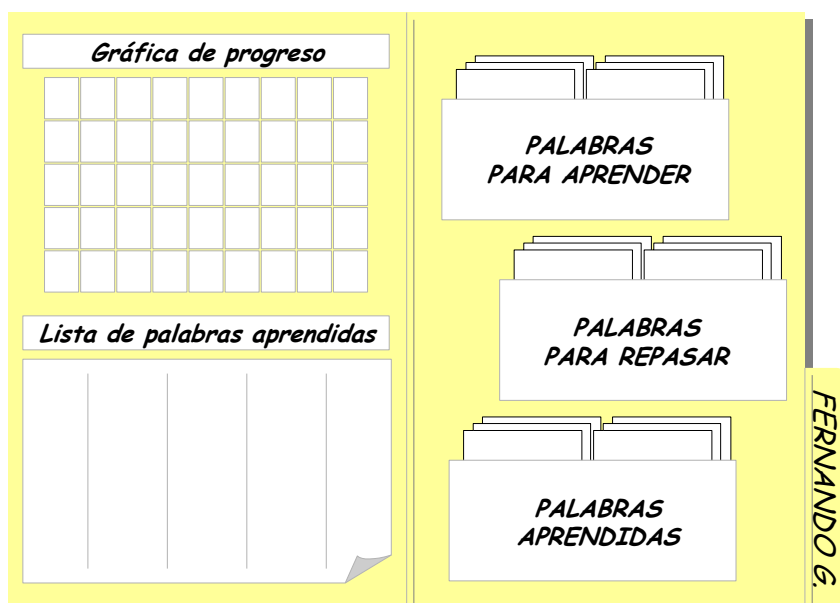 Gráfica de progreso
Lista de palabras aprendidas
PALABRAS
PARA APRENDER
PALABRAS
PARA REPASAR
PALABRAS
APRENDIDAS
FERNANDO G.